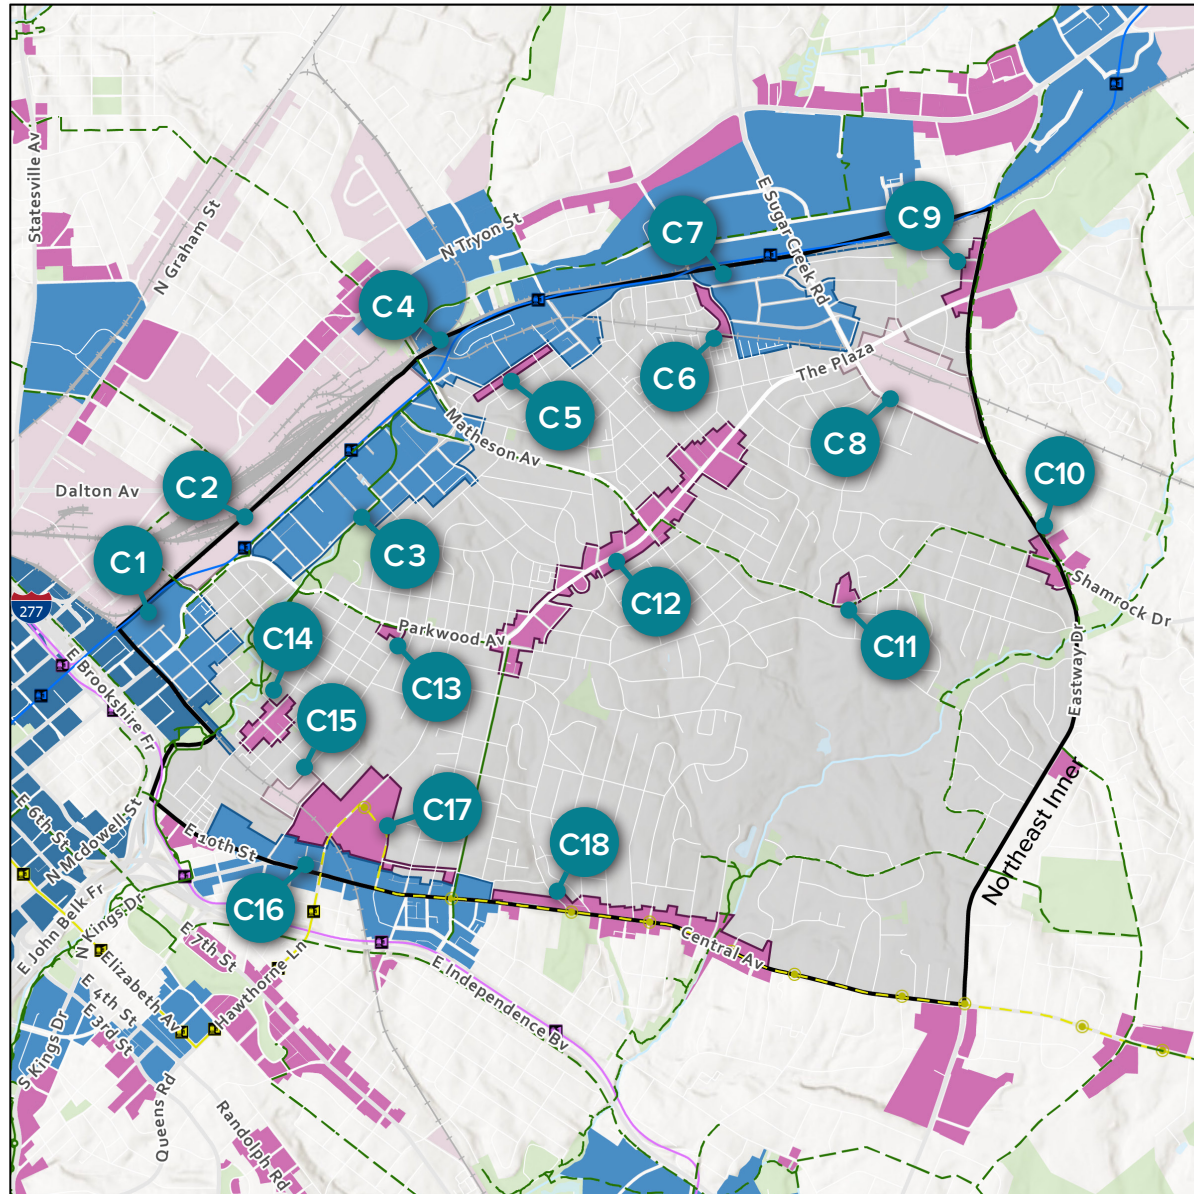 Statesville Av
N Graham St
N Tryon St
E Sugar Creek Rd
C9
C7
C4
C6
The Plaza
C5
C8
Matheson Av
Dalton Av
C2
C10
C1
C3
Shamrock Dr
277
C12
C14
Parkwood Av
C11
E Brookshire Fr
C13
Eastway Dr
C15
Northeast Inner
E 6th St
N Mcdowell St
E 10th St
C17
C18
C16
E John Belk Fr
N Kings Dr
E 7th St
Hawthorne Ln
Central Av
E Independence Bv
Elizabeth Av
E 4th St
E 3rd St
S Kings Dr
Queens Rd
Randolph Rd